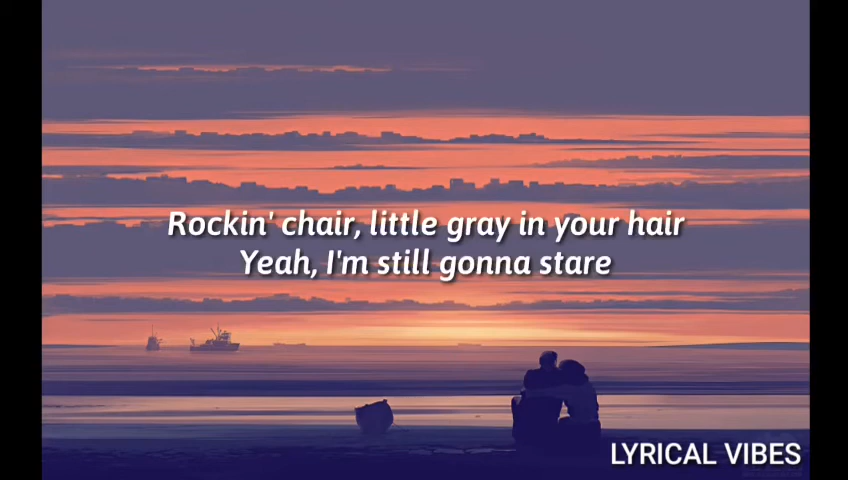 Rockin' chair, little gray in your hair
Yeah, I'm still gonna stare
LYRICAL VIBES